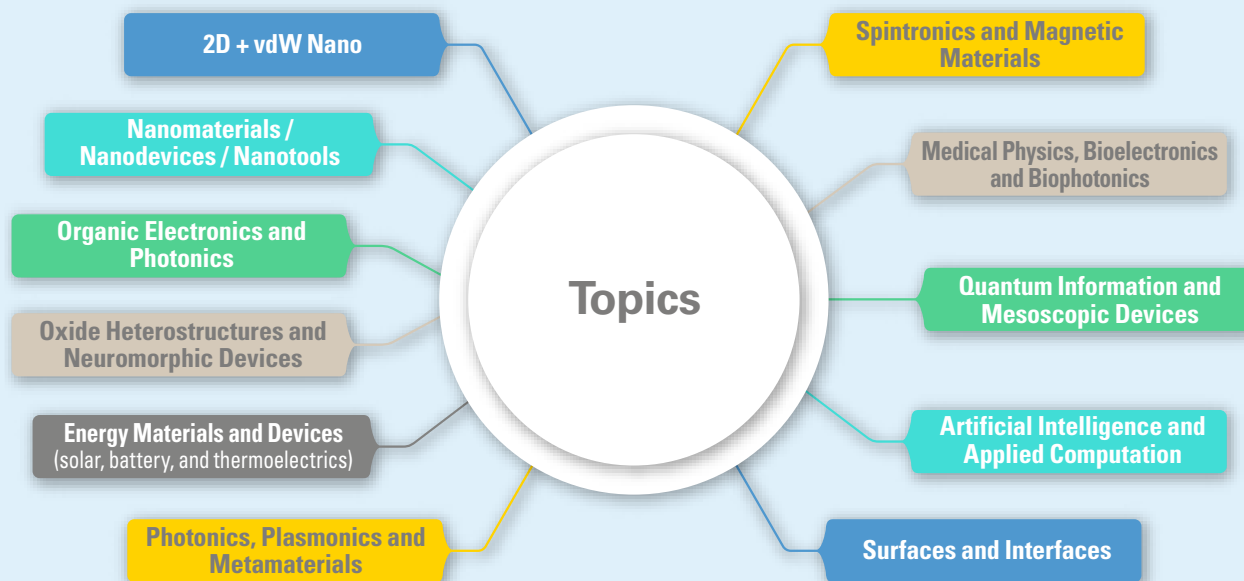 2D + vdW Nano
Nanomaterials /
Nanodevices / Nanotools
Organic Electronics and
Photonics
Oxide Heterostructures and
Neuromorphic Devices
Energy Materials and Devices
(solar, battery, and thermoelectrics)
Photonics, Plasmonics and
Metamaterials
Topics
Spintronics and Magnetic
Materials
Medical Physics, Bioelectronics
and Biophotonics
Quantum Information and
Mesoscopic Devices
Artificial Intelligence and
Applied Computation
Surfaces and Interfaces